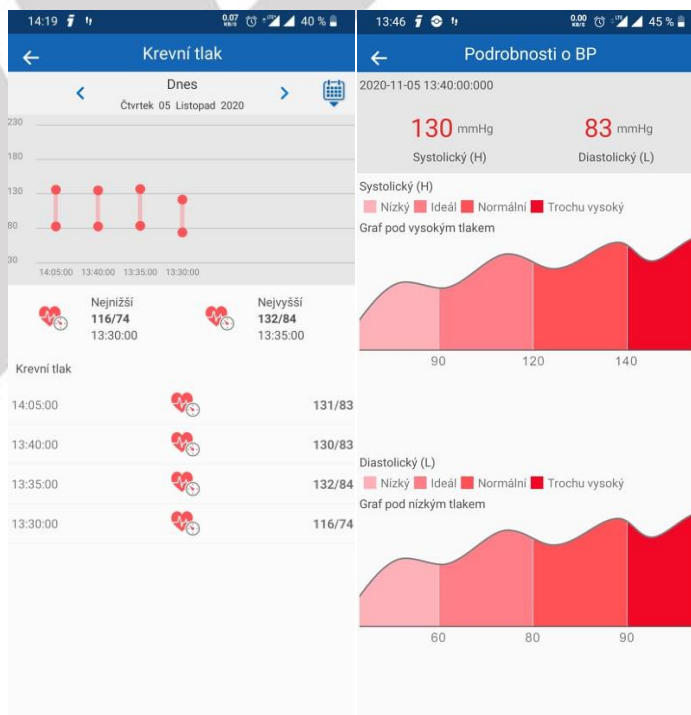 14:19 0.07 KB/S 40 %
Krevní tlak
Dnes
Čtvrtek 05 Listopad 2020
230
180
130
80
30
14:05:00 13:40:00 13:35:00 13:30:00
Nejnižší
116/74
13:30:00
Nejvyšší
132/84
13:35:00
Krevní tlak
14:05:00 131/83
13:40:00 130/83
13:35:00 132/84
13:30:00 116/74
13:46 0.00 KB/S 45 %
Podrobnosti o BP
2020-11-05 13:40:00:000
130 mmHg 83 mmHg
Systolický (H) Diastolický (L)
Systolický (H)
Nízký Ideál Normální Trochu vysoký
Graf pod vysokým tlakem
90 120 140
Diastolický (L)
Nízký Ideál Normální Trochu vysoký
Graf pod nízkým tlakem
60 80 90